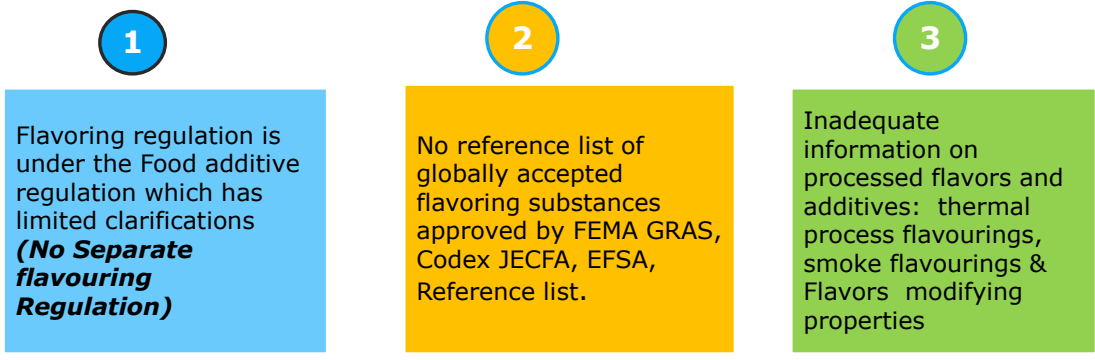 1
Flavoring regulation is
under the Food additive
regulation which has
limited clarifications
(No Separate
flavouring
Regulation)
2
No reference list of
globally accepted
flavoring substances
approved by FEMA GRAS,
Codex JECFA, EFSA,
Reference list.
3
Inadequate
information on
processed flavors and
additives: thermal
process flavourings,
smoke flavourings &
Flavors modifying
properties